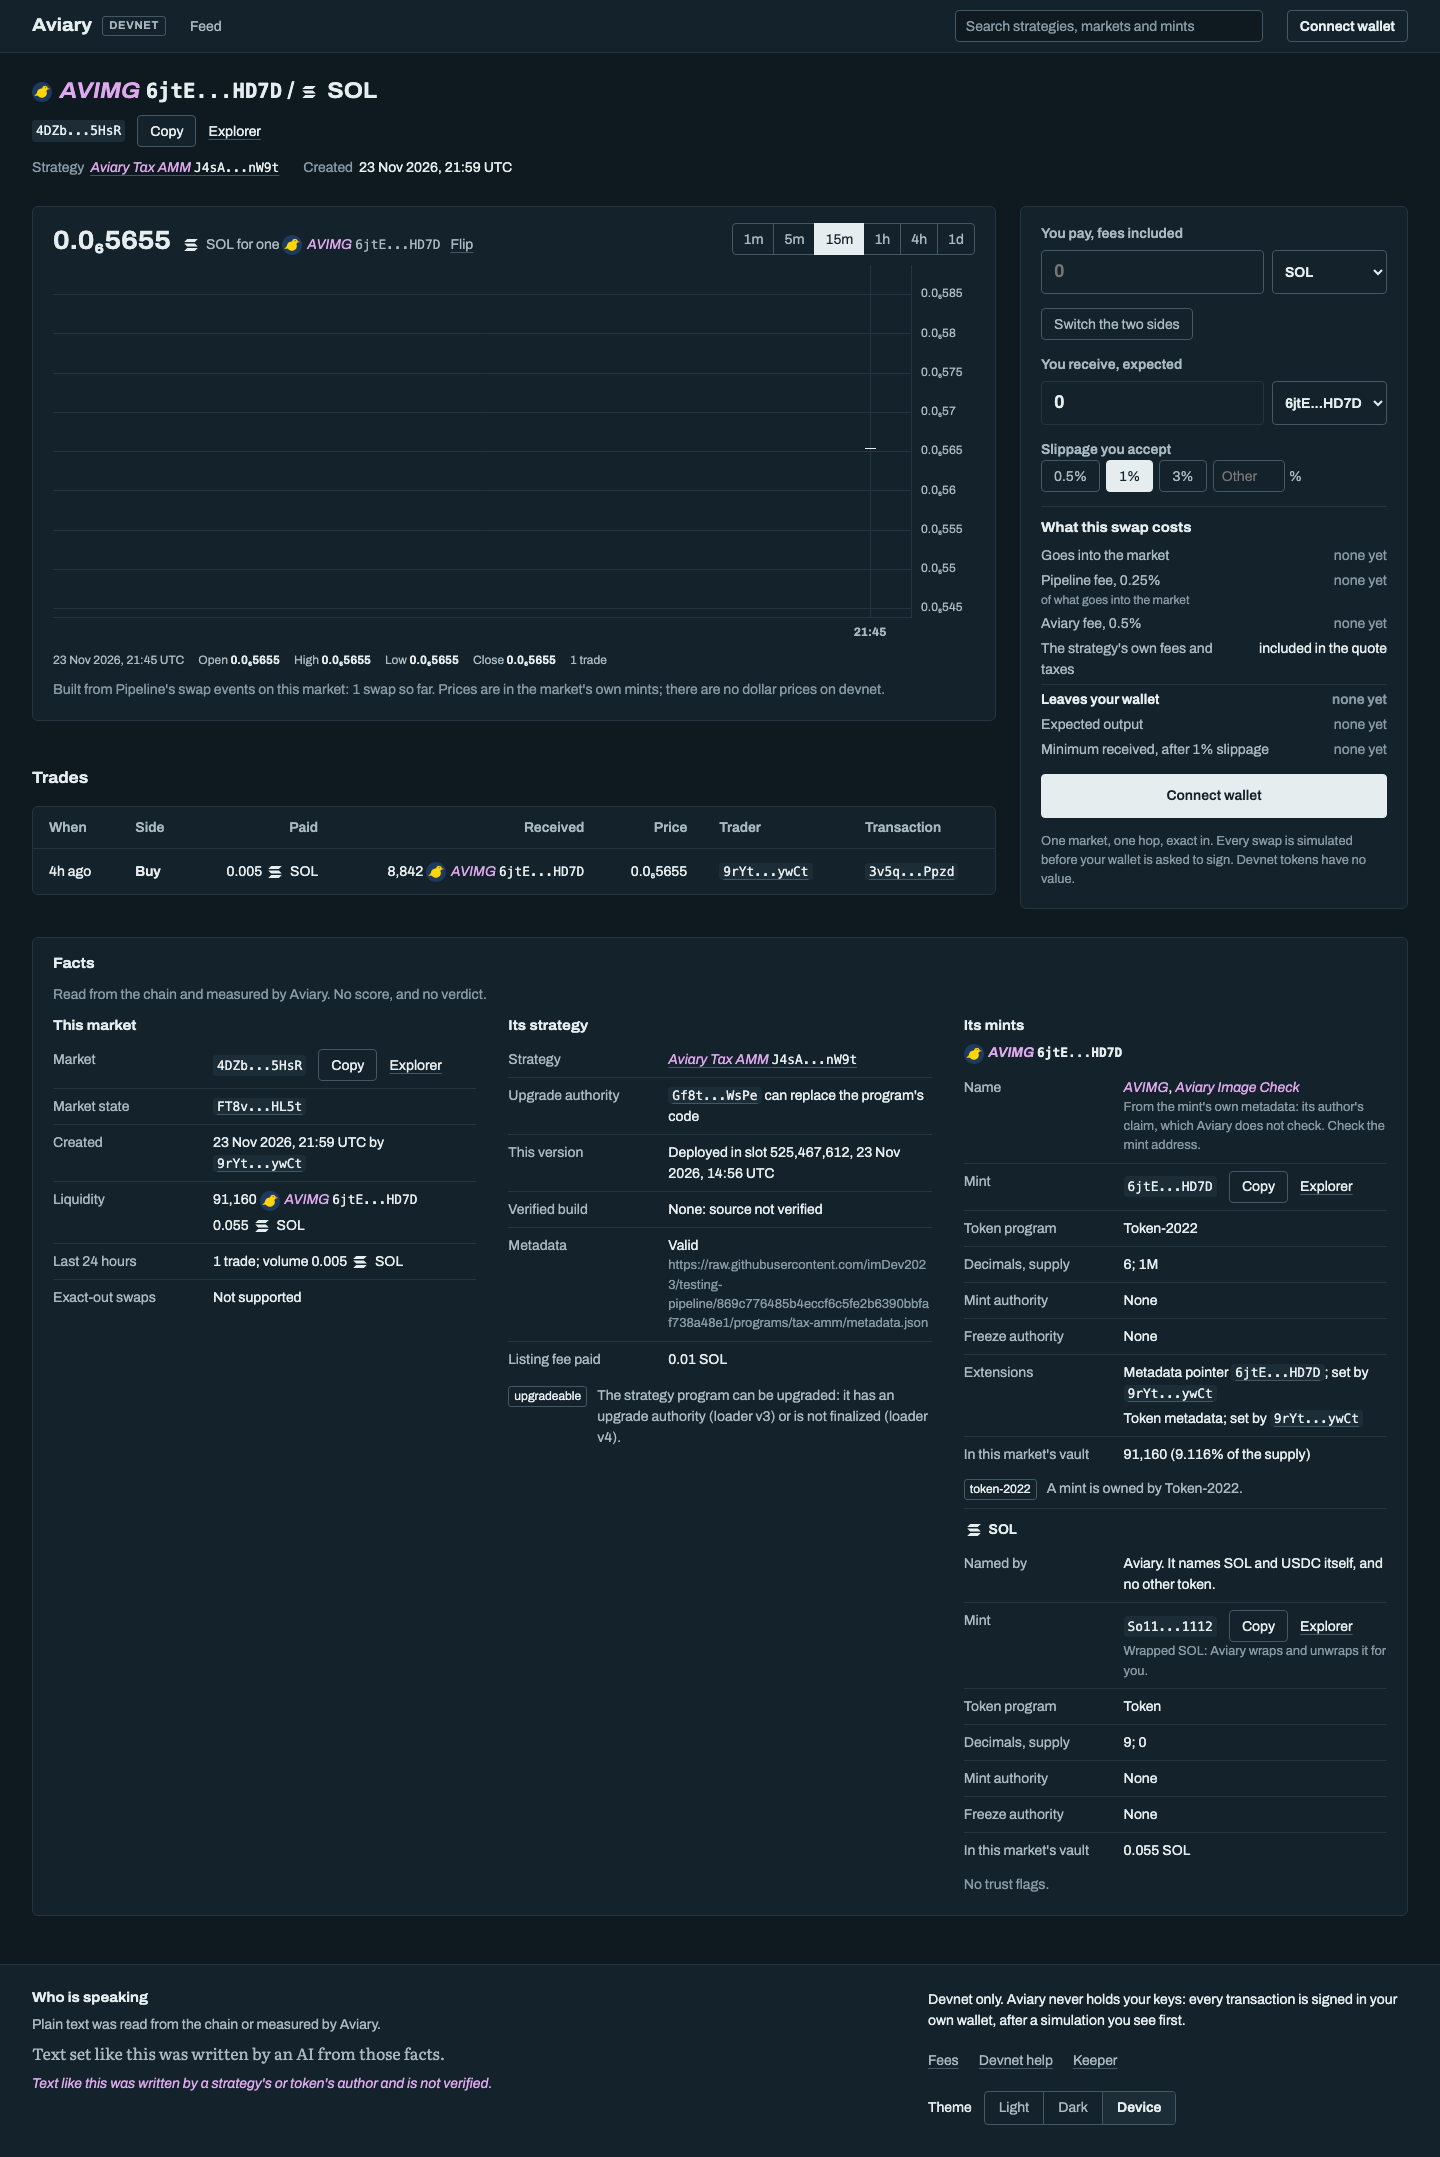 Aviary DEVNET Feed Search strategies, markets and mints Connect wallet
AVIMG 6jtE...HD7D / SOL
4DZb...5HsR Copy Explorer
Strategy Aviary Tax AMM J4sA...nW9t Created 23 Nov 2026, 21:59 UTC
0.0₆5655 SOL for one AVIMG 6jtE...HD7D Flip
1m 5m 15m 1h 4h 1d
0.0₆585
0.0₆58
0.0₆575
0.0₆57
0.0₆565
0.0₆56
0.0₆555
0.0₆55
0.0₆545
21:45
23 Nov 2026, 21:45 UTC Open 0.0₆5655 High 0.0₆5655 Low 0.0₆5655 Close 0.0₆5655 1 trade
Built from Pipeline's swap events on this market: 1 swap so far. Prices are in the market's own mints; there are no dollar prices on devnet.
You pay, fees included
0 SOL
Switch the two sides
You receive, expected
0 6jtE...HD7D
Slippage you accept
0.5% 1% 3% Other %
What this swap costs
Goes into the market none yet
Pipeline fee, 0.25% none yet
of what goes into the market
Aviary fee, 0.5% none yet
The strategy's own fees and included in the quote
taxes
Leaves your wallet none yet
Expected output none yet
Minimum received, after 1% slippage none yet
Connect wallet
One market, one hop, exact in. Every swap is simulated
before your wallet is asked to sign. Devnet tokens have no
value.
Trades
When Side Paid Received Price Trader Transaction
4h ago Buy 0.005 SOL 8,842 AVIMG 6jtE...HD7D 0.0₆5655 9rYt...ywCt 3v5q...Ppzd
Facts
Read from the chain and measured by Aviary. No score, and no verdict.
This market
Market 4DZb...5HsR Copy Explorer
Market state FT8v...HL5t
Created 23 Nov 2026, 21:59 UTC by
9rYt...ywCt
Liquidity 91,160 AVIMG 6jtE...HD7D
0.055 SOL
Last 24 hours 1 trade; volume 0.005 SOL
Exact-out swaps Not supported
Its strategy
Strategy Aviary Tax AMM J4sA...nW9t
Upgrade authority Gf8t...WsPe can replace the program's
code
This version Deployed in slot 525,467,612, 23 Nov
2026, 14:56 UTC
Verified build None: source not verified
Metadata Valid
https://raw.githubusercontent.com/imDev202
3/testing-
pipeline/869c776485b4eccf6c5fe2b6390bbfa
f738a48e1/programs/tax-amm/metadata.json
Listing fee paid 0.01 SOL
upgradeable The strategy program can be upgraded: it has an
upgrade authority (loader v3) or is not finalized (loader
v4).
Its mints
AVIMG 6jtE...HD7D
Name AVIMG, Aviary Image Check
From the mint's own metadata: its author's
claim, which Aviary does not check. Check the
mint address.
Mint 6jtE...HD7D Copy Explorer
Token program Token-2022
Decimals, supply 6; 1M
Mint authority None
Freeze authority None
Extensions Metadata pointer 6jtE...HD7D; set by
9rYt...ywCt
Token metadata; set by 9rYt...ywCt
In this market's vault 91,160 (9.116% of the supply)
token-2022 A mint is owned by Token-2022.
SOL
Named by Aviary. It names SOL and USDC itself, and
no other token.
Mint So11...1112 Copy Explorer
Wrapped SOL: Aviary wraps and unwraps it for
you.
Token program Token
Decimals, supply 9; 0
Mint authority None
Freeze authority None
In this market's vault 0.055 SOL
No trust flags.
Who is speaking
Plain text was read from the chain or measured by Aviary.
Text set like this was written by an AI from those facts.
Text like this was written by a strategy's or token's author and is not verified.
Devnet only. Aviary never holds your keys: every transaction is signed in your
own wallet, after a simulation you see first.
Fees Devnet help Keeper
Theme Light Dark Device